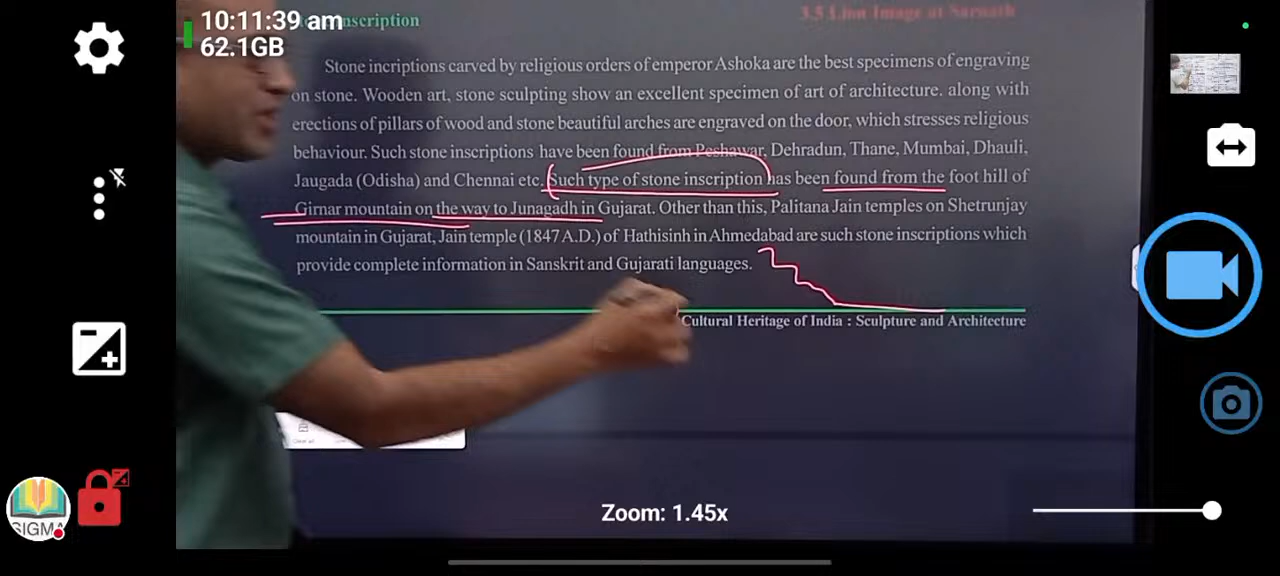 10:11:39 am
62.1GB
nscription
3.5 Lion Image at Sarnath
Stone incriptions carved by religious orders of emperor Ashoka are the best specimens of engraving
on stone. Wooden art, stone sculpting show an excellent specimen of art of architecture. along with
erections of pillars of wood and stone beautiful arches are engraved on the door, which stresses religious
behaviour. Such stone inscriptions have been found from Peshawar, Dehradun, Thane, Mumbai, Dhauli,
Jaugada (Odisha) and Chennai etc. Such type of stone inscription has been found from the foot hill of
Girnar mountain on the way to Junagadh in Gujarat. Other than this, Palitana Jain temples on Shetrunjay
mountain in Gujarat, Jain temple (1847 A.D.) of Hathisinh in Ahmedabad are such stone inscriptions which
provide complete information in Sanskrit and Gujarati languages.
Cultural Heritage of India : Sculpture and Architecture
SIGMA
Zoom: 1.45x